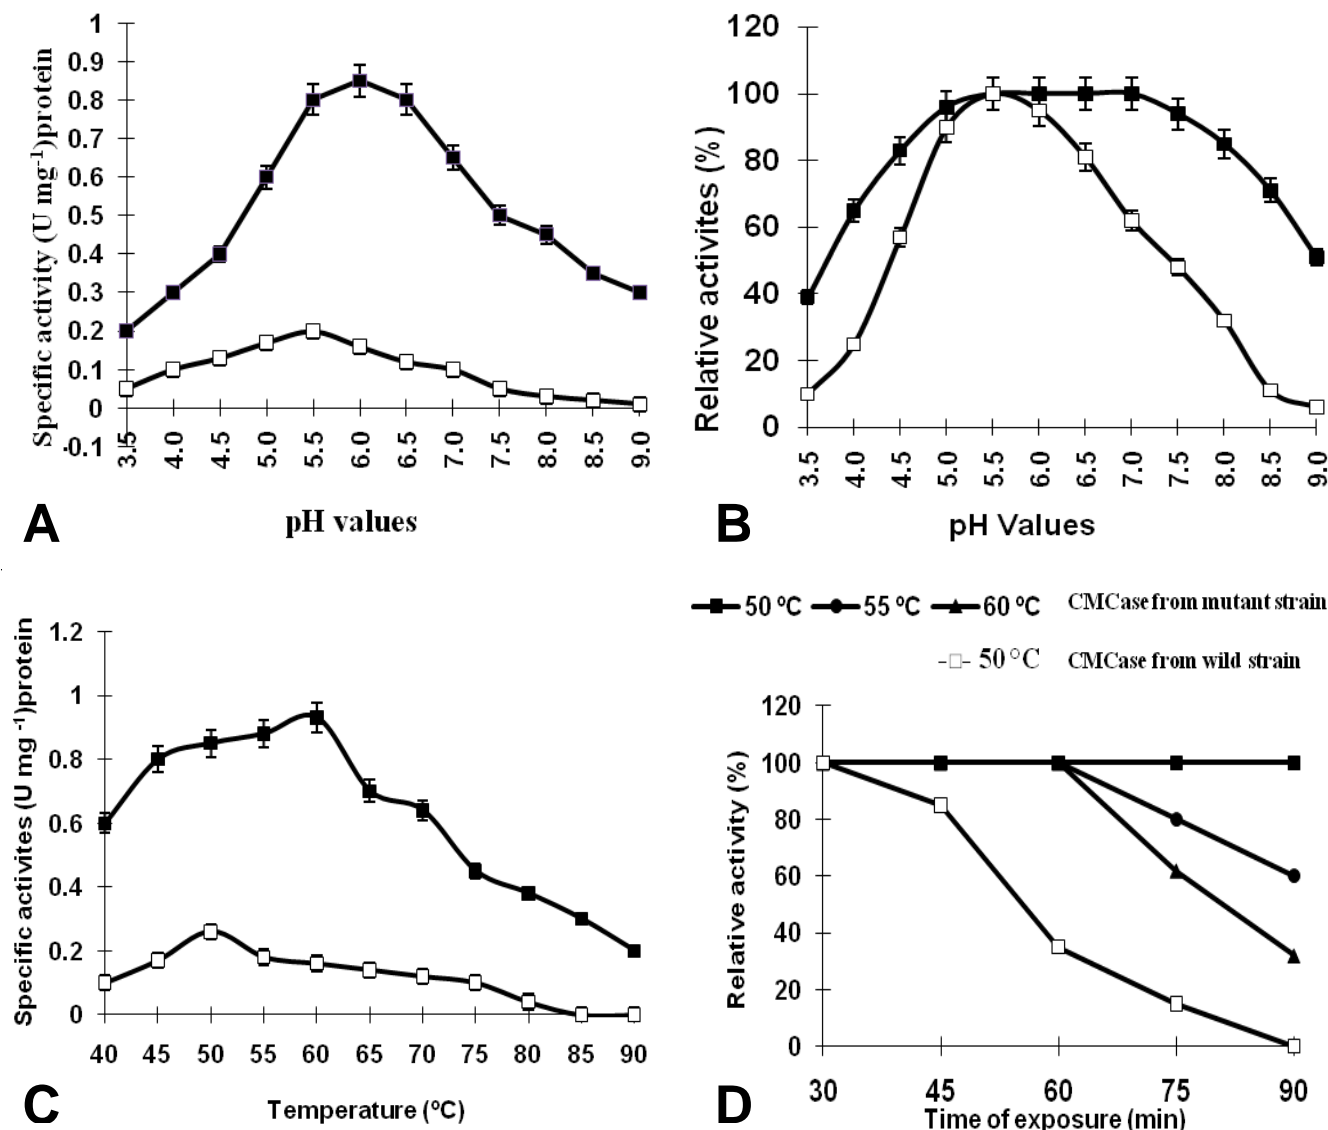 1
0.9
0.8
0.7
0.6
0.5
0.4
0.3
0.2
0.1
0
-0.1
Specific activity (U mg-1)protein
3.5 4.0 4.5 5.0 5.5 6.0 6.5 7.0 7.5 8.0 8.5 9.0
pH values
A
120
100
80
60
40
20
0
Relative activites (%)
3.5 4.0 4.5 5.0 5.5 6.0 6.5 7.0 7.5 8.0 8.5 9.0
pH Values
B
1.2
1
0.8
0.6
0.4
0.2
0
Specific activites (U mg -1)protein
40 45 50 55 60 65 70 75 80 85 90
Temperature (ºC)
C
50 ºC 55 ºC 60 ºC CMCase from mutant strain
50 °C CMCase from wild strain
120
100
80
60
40
20
0
Relative activity (%)
30 45 60 75 90
Time of exposure (min)
D